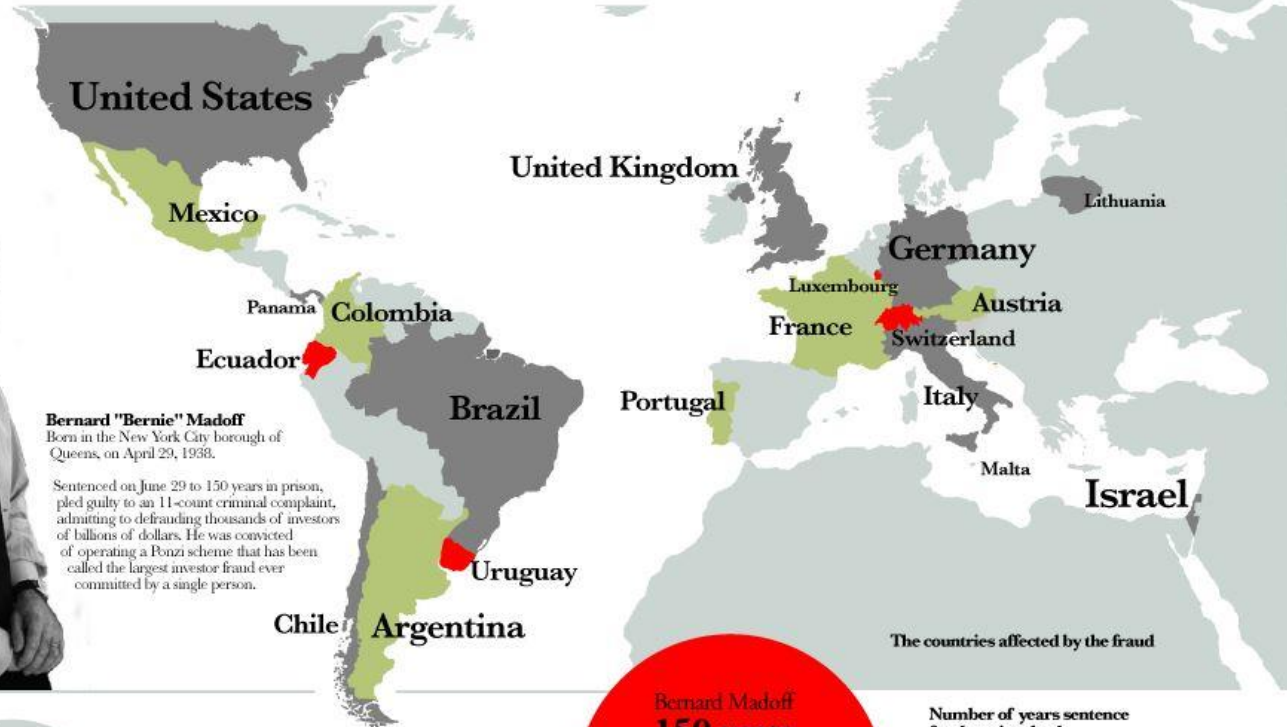 United States
United Kingdom
Mexico
Lithuania
Germany
Luxembourg
Panama
Colombia
Austria
France
Switzerland
Ecuador
Brazil
Portugal
Italy
Bernard "Bernie" Madoff
Born in the New York City borough of
Queens, on April 29, 1938.
Malta
Israel
Sentenced on June 29 to 150 years in prison,
pled guilty to an 11-count criminal complaint,
admitting to defrauding thousands of investors
of billions of dollars. He was convicted
of operating a Ponzi scheme that has been
called the largest investor fraud ever
committed by a single person.
Uruguay
Chile
Argentina
The countries affected by the fraud
Bernard Madoff
150
Number of years sentence